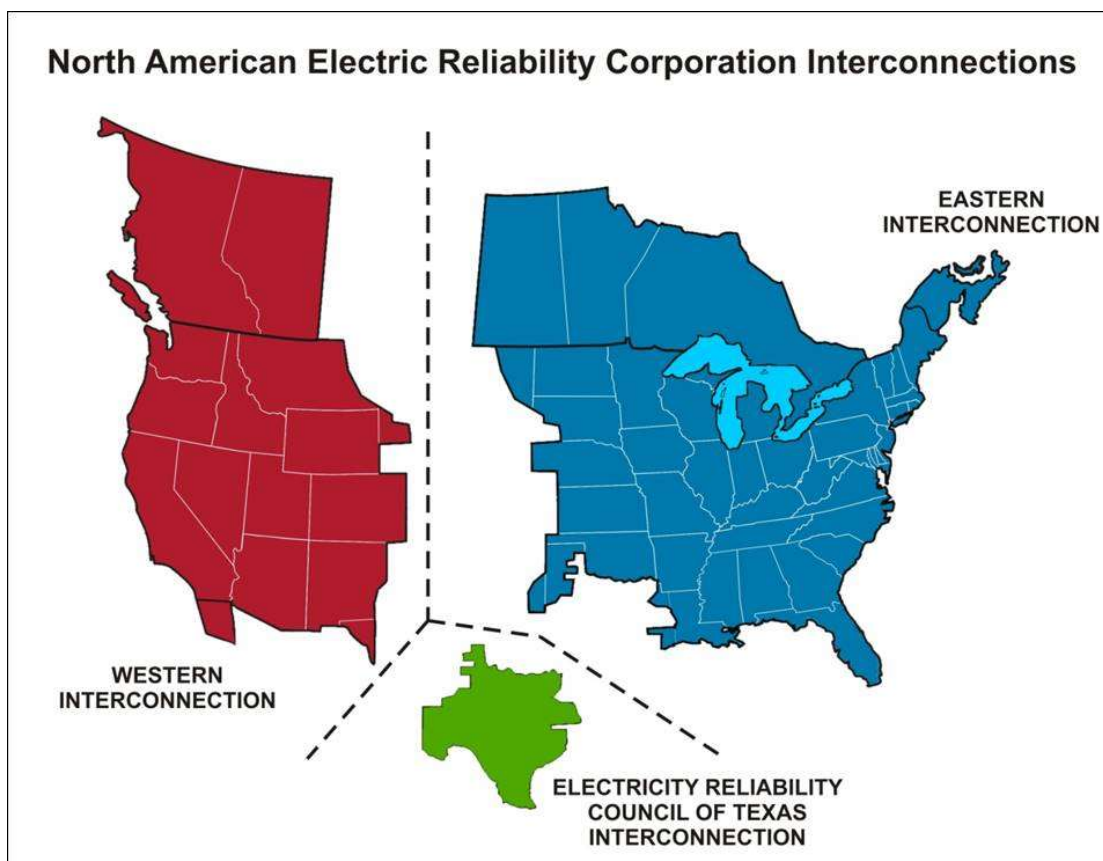 North American Electric Reliability Corporation Interconnections
EASTERN
INTERCONNECTION
WESTERN
INTERCONNECTION
ELECTRICITY RELIABILITY
COUNCIL OF TEXAS
INTERCONNECTION